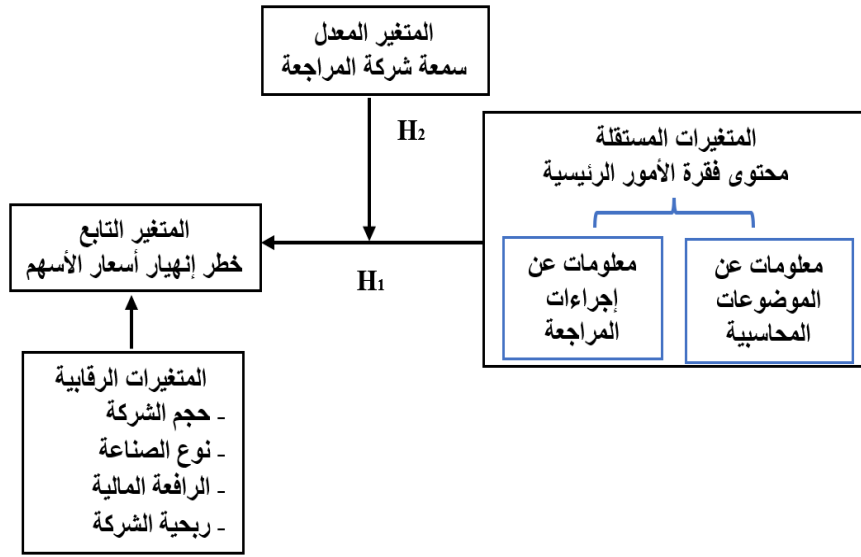 المتغير المعدل
سمعة شركة المراجعة
H₂
المتغيرات المستقلة
محتوى فقرة الأمور الرئيسية
معلومات عن
الموضوعات
المحاسبية
معلومات عن
إجراءات
المراجعة
H₁
المتغير التابع
خطر إنهيار أسعار الأسهم
المتغيرات الرقابية
- حجم الشركة
- نوع الصناعة
- الرافعة المالية
- ربحية الشركة